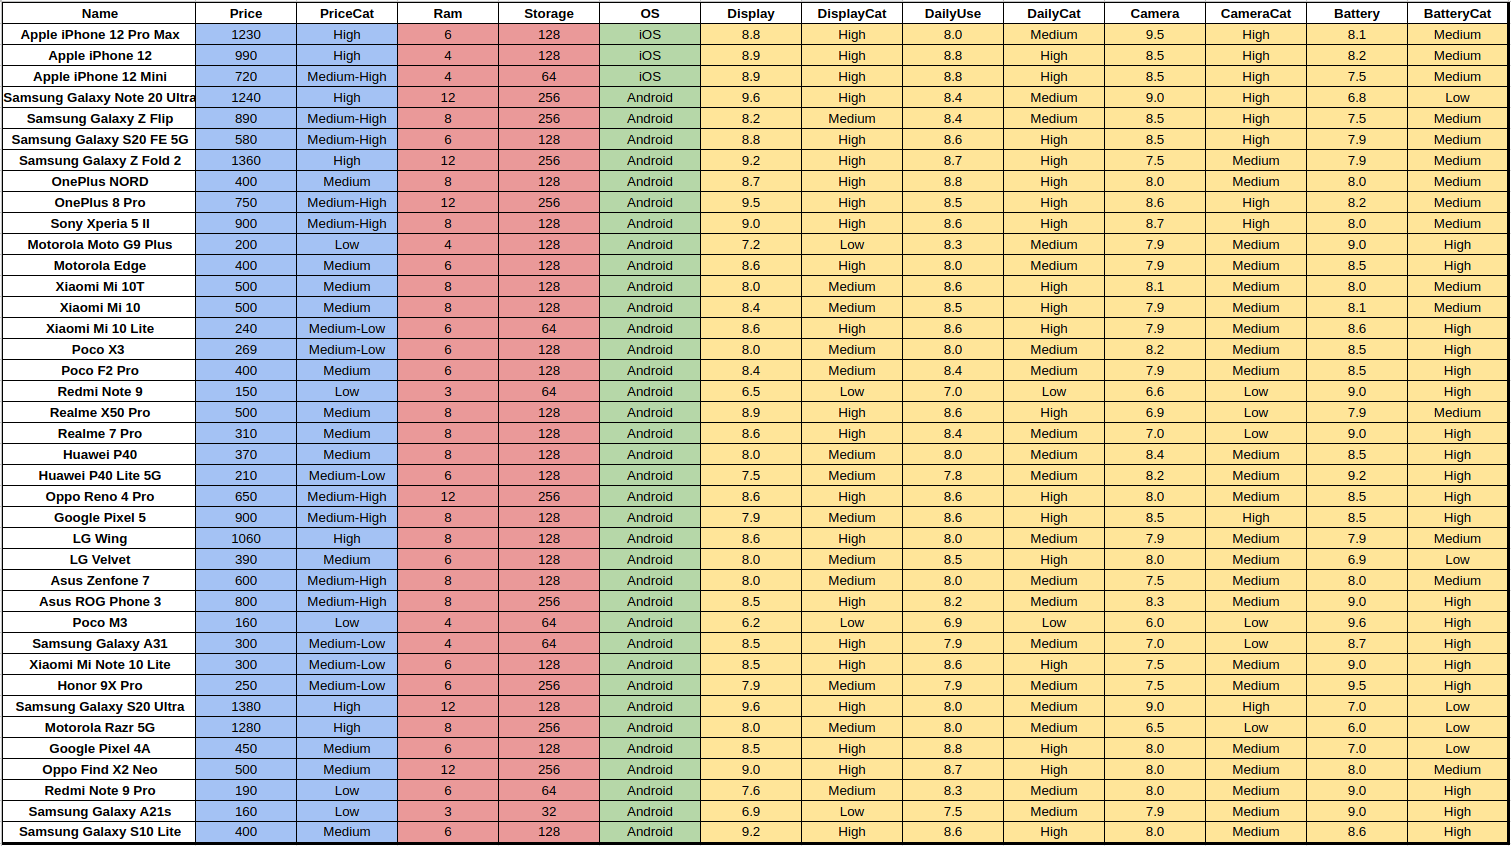 Name Price PriceCat Ram Storage OS Display DisplayCat DailyUse DailyCat Camera CameraCat Battery BatteryCat
Apple iPhone 12 Pro Max 1230 High 6 128 iOS 8.8 High 8.0 Medium 9.5 High 8.1 Medium
Apple iPhone 12 990 High 4 128 iOS 8.9 High 8.8 High 8.5 High 8.2 Medium
Apple iPhone 12 Mini 720 Medium-High 4 64 iOS 8.9 High 8.8 High 8.5 High 7.5 Medium
Samsung Galaxy Note 20 Ultra 1240 High 12 256 Android 9.6 High 8.4 Medium 9.0 High 6.8 Low
Samsung Galaxy Z Flip 890 Medium-High 8 256 Android 8.2 Medium 8.4 Medium 8.5 High 7.5 Medium
Samsung Galaxy S20 FE 5G 580 Medium-High 6 128 Android 8.8 High 8.6 High 8.5 High 7.9 Medium
Samsung Galaxy Z Fold 2 1360 High 12 256 Android 9.2 High 8.7 High 7.5 Medium 7.9 Medium
OnePlus NORD 400 Medium 8 128 Android 8.7 High 8.8 High 8.0 Medium 8.0 Medium
OnePlus 8 Pro 750 Medium-High 12 256 Android 9.5 High 8.5 High 8.6 High 8.2 Medium
Sony Xperia 5 II 900 Medium-High 8 128 Android 9.0 High 8.6 High 8.7 High 8.0 Medium
Motorola Moto G9 Plus 200 Low 4 128 Android 7.2 Low 8.3 Medium 7.9 Medium 9.0 High
Motorola Edge 400 Medium 6 128 Android 8.6 High 8.0 Medium 7.9 Medium 8.5 High
Xiaomi Mi 10T 500 Medium 8 128 Android 8.0 Medium 8.6 High 8.1 Medium 8.0 Medium
Xiaomi Mi 10 500 Medium 8 128 Android 8.4 Medium 8.5 High 7.9 Medium 8.1 Medium
Xiaomi Mi 10 Lite 240 Medium-Low 6 64 Android 8.6 High 8.6 High 7.9 Medium 8.6 High
Poco X3 269 Medium-Low 6 128 Android 8.0 Medium 8.0 Medium 8.2 Medium 8.5 High
Poco F2 Pro 400 Medium 6 128 Android 8.4 Medium 8.4 Medium 7.9 Medium 8.5 High
Redmi Note 9 150 Low 3 64 Android 6.5 Low 7.0 Low 6.6 Low 9.0 High
Realme X50 Pro 500 Medium 8 128 Android 8.9 High 8.6 High 6.9 Low 7.9 Medium
Realme 7 Pro 310 Medium 8 128 Android 8.6 High 8.4 Medium 7.0 Low 9.0 High
Huawei P40 370 Medium 8 128 Android 8.0 Medium 8.0 Medium 8.4 Medium 8.5 High
Huawei P40 Lite 5G 210 Medium-Low 6 128 Android 7.5 Medium 7.8 Medium 8.2 Medium 9.2 High
Oppo Reno 4 Pro 650 Medium-High 12 256 Android 8.6 High 8.6 High 8.0 Medium 8.5 High
Google Pixel 5 900 Medium-High 8 128 Android 7.9 Medium 8.6 High 8.5 High 8.5 High
LG Wing 1060 High 8 128 Android 8.6 High 8.0 Medium 7.9 Medium 7.9 Medium
LG Velvet 390 Medium 6 128 Android 8.0 Medium 8.5 High 8.0 Medium 6.9 Low
Asus Zenfone 7 600 Medium-High 8 128 Android 8.0 Medium 8.0 Medium 7.5 Medium 8.0 Medium
Asus ROG Phone 3 800 Medium-High 8 256 Android 8.5 High 8.2 Medium 8.3 Medium 9.0 High
Poco M3 160 Low 4 64 Android 6.2 Low 6.9 Low 6.0 Low 9.6 High
Samsung Galaxy A31 300 Medium-Low 4 64 Android 8.5 High 7.9 Medium 7.0 Low 8.7 High
Xiaomi Mi Note 10 Lite 300 Medium-Low 6 128 Android 8.5 High 8.6 High 7.5 Medium 9.0 High
Honor 9X Pro 250 Medium-Low 6 256 Android 7.9 Medium 7.9 Medium 7.5 Medium 9.5 High
Samsung Galaxy S20 Ultra 1380 High 12 128 Android 9.6 High 8.0 Medium 9.0 High 7.0 Low
Motorola Razr 5G 1280 High 8 256 Android 8.0 Medium 8.0 Medium 6.5 Low 6.0 Low
Google Pixel 4A 450 Medium 6 128 Android 8.5 High 8.8 High 8.0 Medium 7.0 Low
Oppo Find X2 Neo 500 Medium 12 256 Android 9.0 High 8.7 High 8.0 Medium 8.0 Medium
Redmi Note 9 Pro 190 Low 6 64 Android 7.6 Medium 8.3 Medium 8.0 Medium 9.0 High
Samsung Galaxy A21s 160 Low 3 32 Android 6.9 Low 7.5 Medium 7.9 Medium 9.0 High
Samsung Galaxy S10 Lite 400 Medium 6 128 Android 9.2 High 8.6 High 8.0 Medium 8.6 High